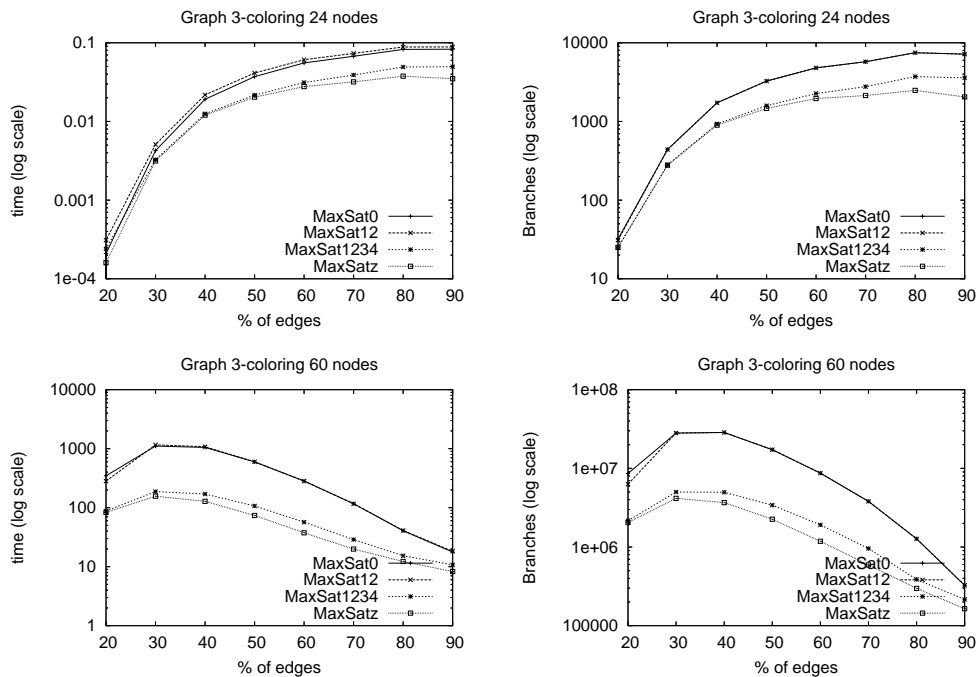 Graph 3-coloring 24 nodes
time (log scale)
0.1
0.01
0.001
1e-04
MaxSat0
MaxSat12
MaxSat1234
MaxSatz
20 30 40 50 60 70 80 90
% of edges
Graph 3-coloring 24 nodes
Branches (log scale)
10000
1000
100
10
MaxSat0
MaxSat12
MaxSat1234
MaxSatz
20 30 40 50 60 70 80 90
% of edges
Graph 3-coloring 60 nodes
time (log scale)
10000
1000
100
10
1
MaxSat0
MaxSat12
MaxSat1234
MaxSatz
20 30 40 50 60 70 80 90
% of edges
Graph 3-coloring 60 nodes
Branches (log scale)
1e+08
1e+07
1e+06
100000
MaxSat0
MaxSat12
MaxSat1234
MaxSatz
20 30 40 50 60 70 80 90
% of edges